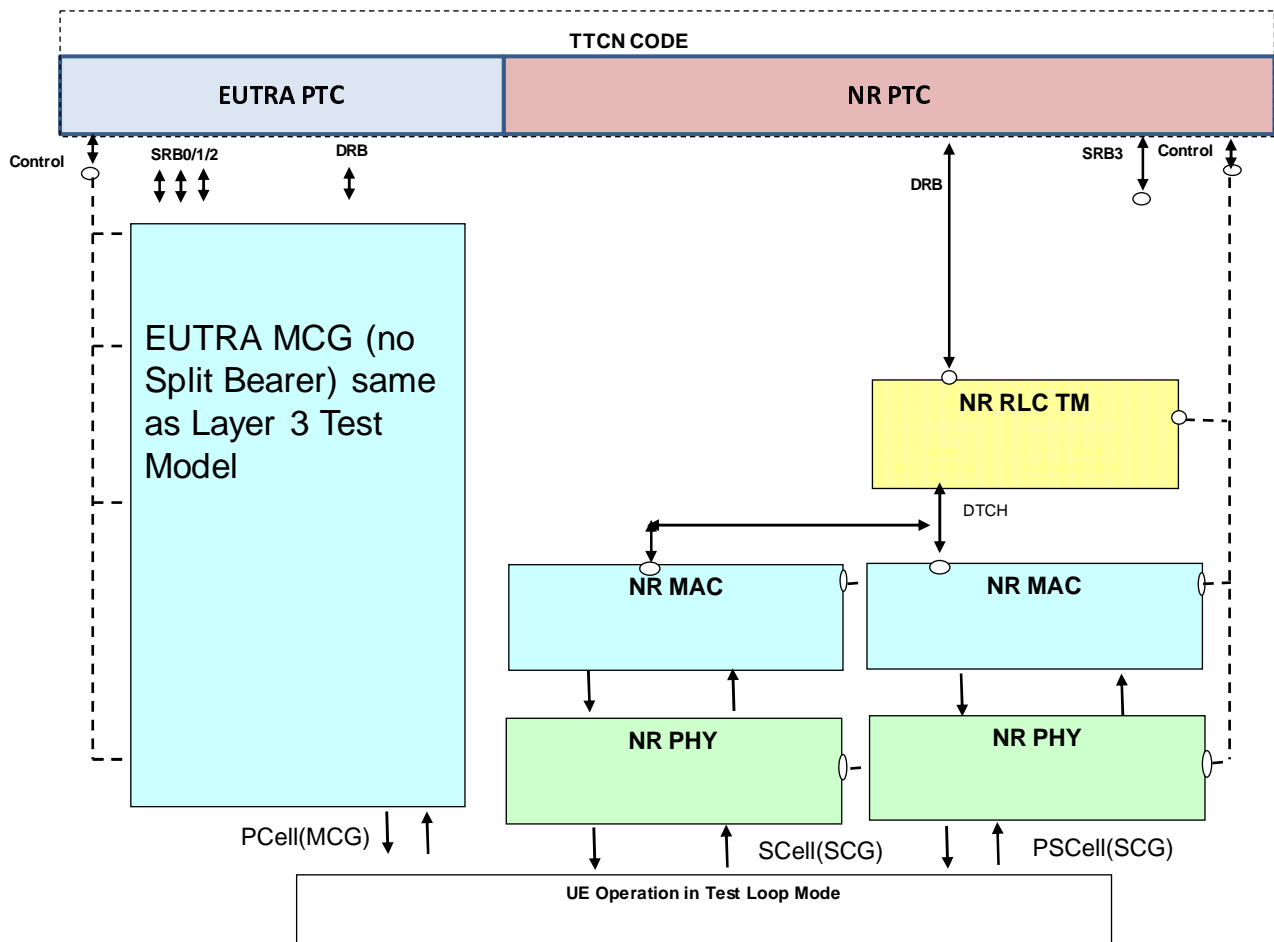 TTCN CODE
EUTRA PTC
NR PTC
Control
SRB0/1/2
DRB
DRB
SRB3
Control
EUTRA MCG (no
Split Bearer) same
as Layer 3 Test
Model
NR RLC TM
DTCH
NR MAC
NR MAC
NR PHY
NR PHY
PCell(MCG)
SCell(SCG)
PSCell(SCG)
UE Operation in Test Loop Mode